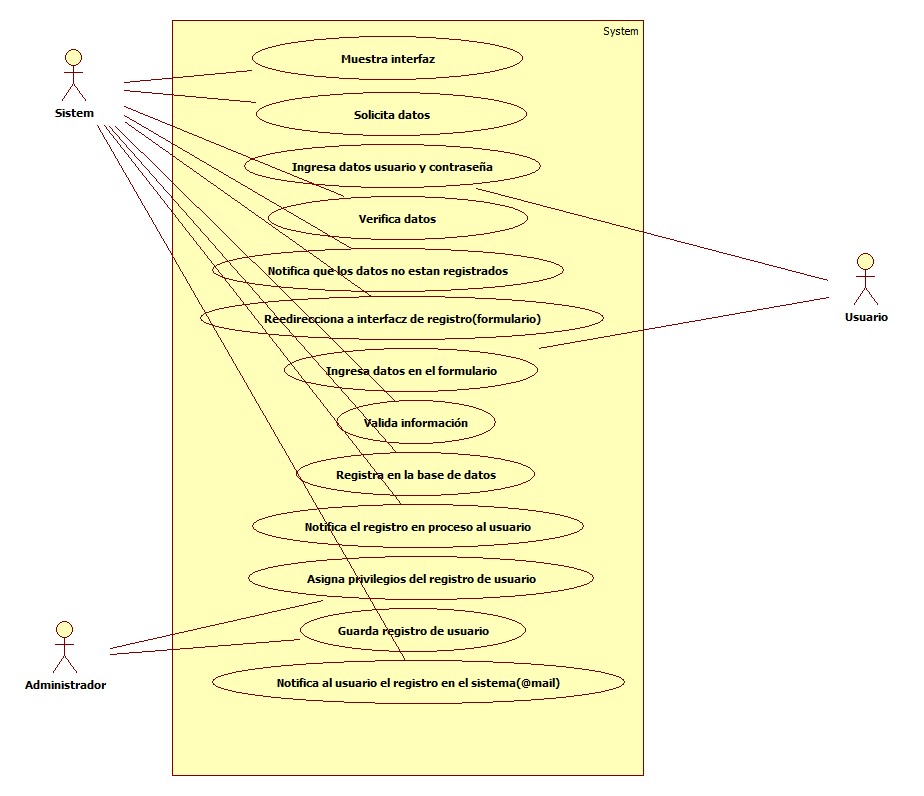 System
Muestra interfaz
Sistem
Solicita datos
Ingresa datos usuario y contraseña
Verifica datos
Notifica que los datos no estan registrados
Usuario
Reedirecciona a interfacz de registro(formulario)
Ingresa datos en el formulario
Valida información
Registra en la base de datos
Notifica el registro en proceso al usuario
Asigna privilegios del registro de usuario
Guarda registro de usuario
Administrador
Notifica al usuario el registro en el sistema(@mail)